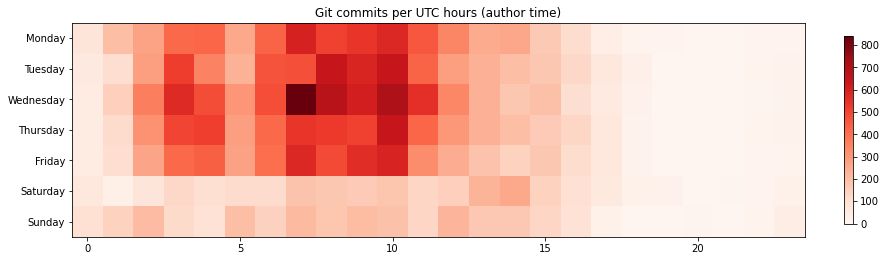 Git commits per UTC hours (author time)
Monday
Tuesday
Wednesday
Thursday
Friday
Saturday
Sunday
0 5 10 15 20
800
700
600
500
400
300
200
100
0